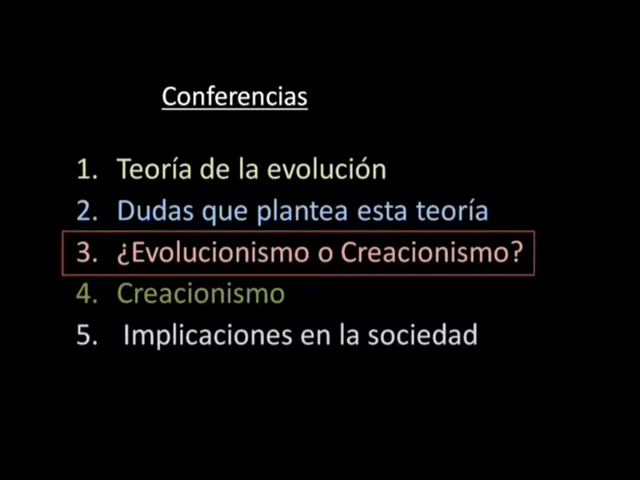 Conferencias
1. Teoría de la evolución
2. Dudas que plantea esta teoría
3. ¿Evolucionismo o Creacionismo?
4. Creacionismo
5. Implicaciones en la sociedad